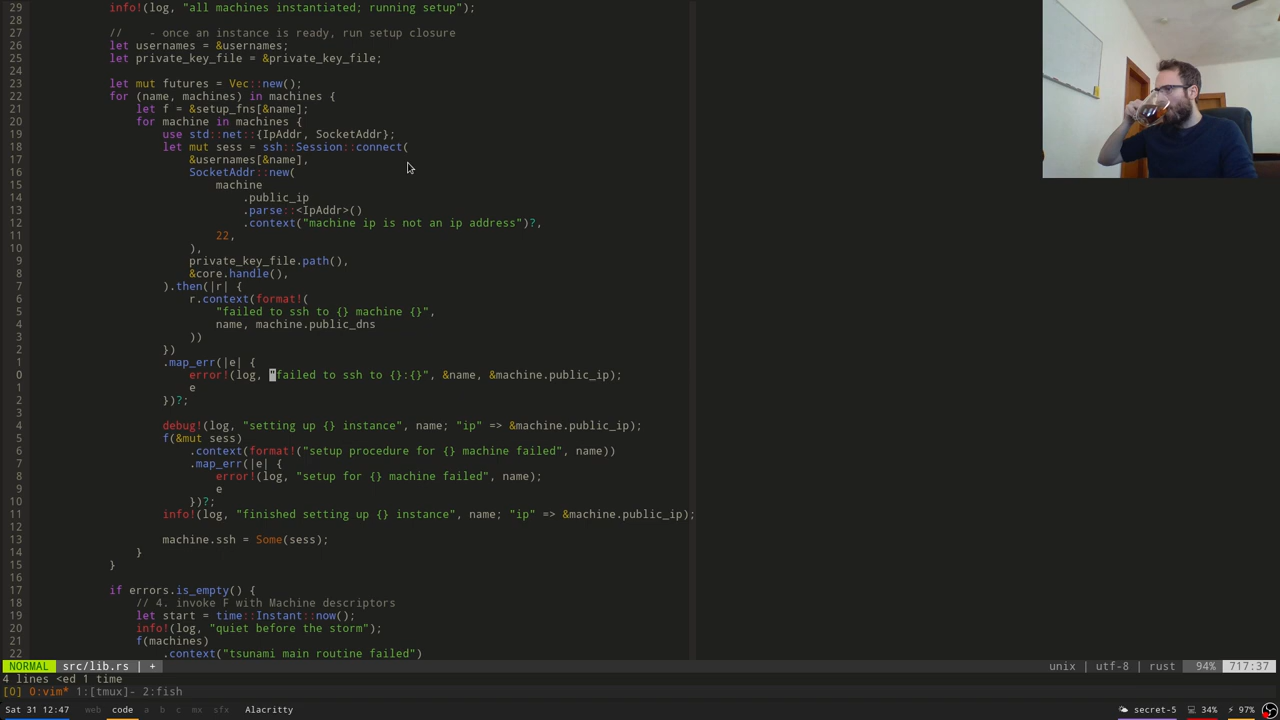 29             info!(log, "all machines instantiated; running setup");
28
27             //    - once an instance is ready, run setup closure
26             let usernames = &usernames;
25             let private_key_file = &private_key_file;
24
23             let mut futures = Vec::new();
22             for (name, machines) in machines {
21                 let f = &setup_fns[&name];
20                 for machine in machines {
19                     use std::net::{IpAddr, SocketAddr};
18                     let mut sess = ssh::Session::connect(
17                         &usernames[&name],
16                         SocketAddr::new(
15                             machine
14                                 .public_ip
13                                 .parse::<IpAddr>()
12                                 .context("machine ip is not an ip address")?,
11                             22,
10                         ),
9                         private_key_file.path(),
8                         &core.handle(),
7                     ).then(|r| {
6                         r.context(format!(
5                             "failed to ssh to {} machine {}",
4                             name, machine.public_dns
3                         ))
2                     })
1                     .map_err(|e| {
0                         error!(log, "failed to ssh to {}:{}", &name, &machine.public_ip);
1                         e
2                     })?;
3
4                     debug!(log, "setting up {} instance", name; "ip" => &machine.public_ip);
5                     f(&mut sess)
6                         .context(format!("setup procedure for {} machine failed", name))
7                         .map_err(|e| {
8                             error!(log, "setup for {} machine failed", name);
9                             e
10                         })?;
11                     info!(log, "finished setting up {} instance", name; "ip" => &machine.public_ip);
12
13                     machine.ssh = Some(sess);
14                 }
15             }
16
17             if errors.is_empty() {
18                 // 4. invoke F with Machine descriptors
19                 let start = time::Instant::now();
20                 info!(log, "quiet before the storm");
21                 f(machines)
22                     .context("tsunami main routine failed")
NORMAL src/lib.rs | + unix | utf-8 | rust 94% 717:37
4 lines <ed 1 time
[0] 0:vim* 1:[tmux]- 2:fish
Sat 31 12:47 web code a b c mx sfx Alacritty secret-5 34% 97%